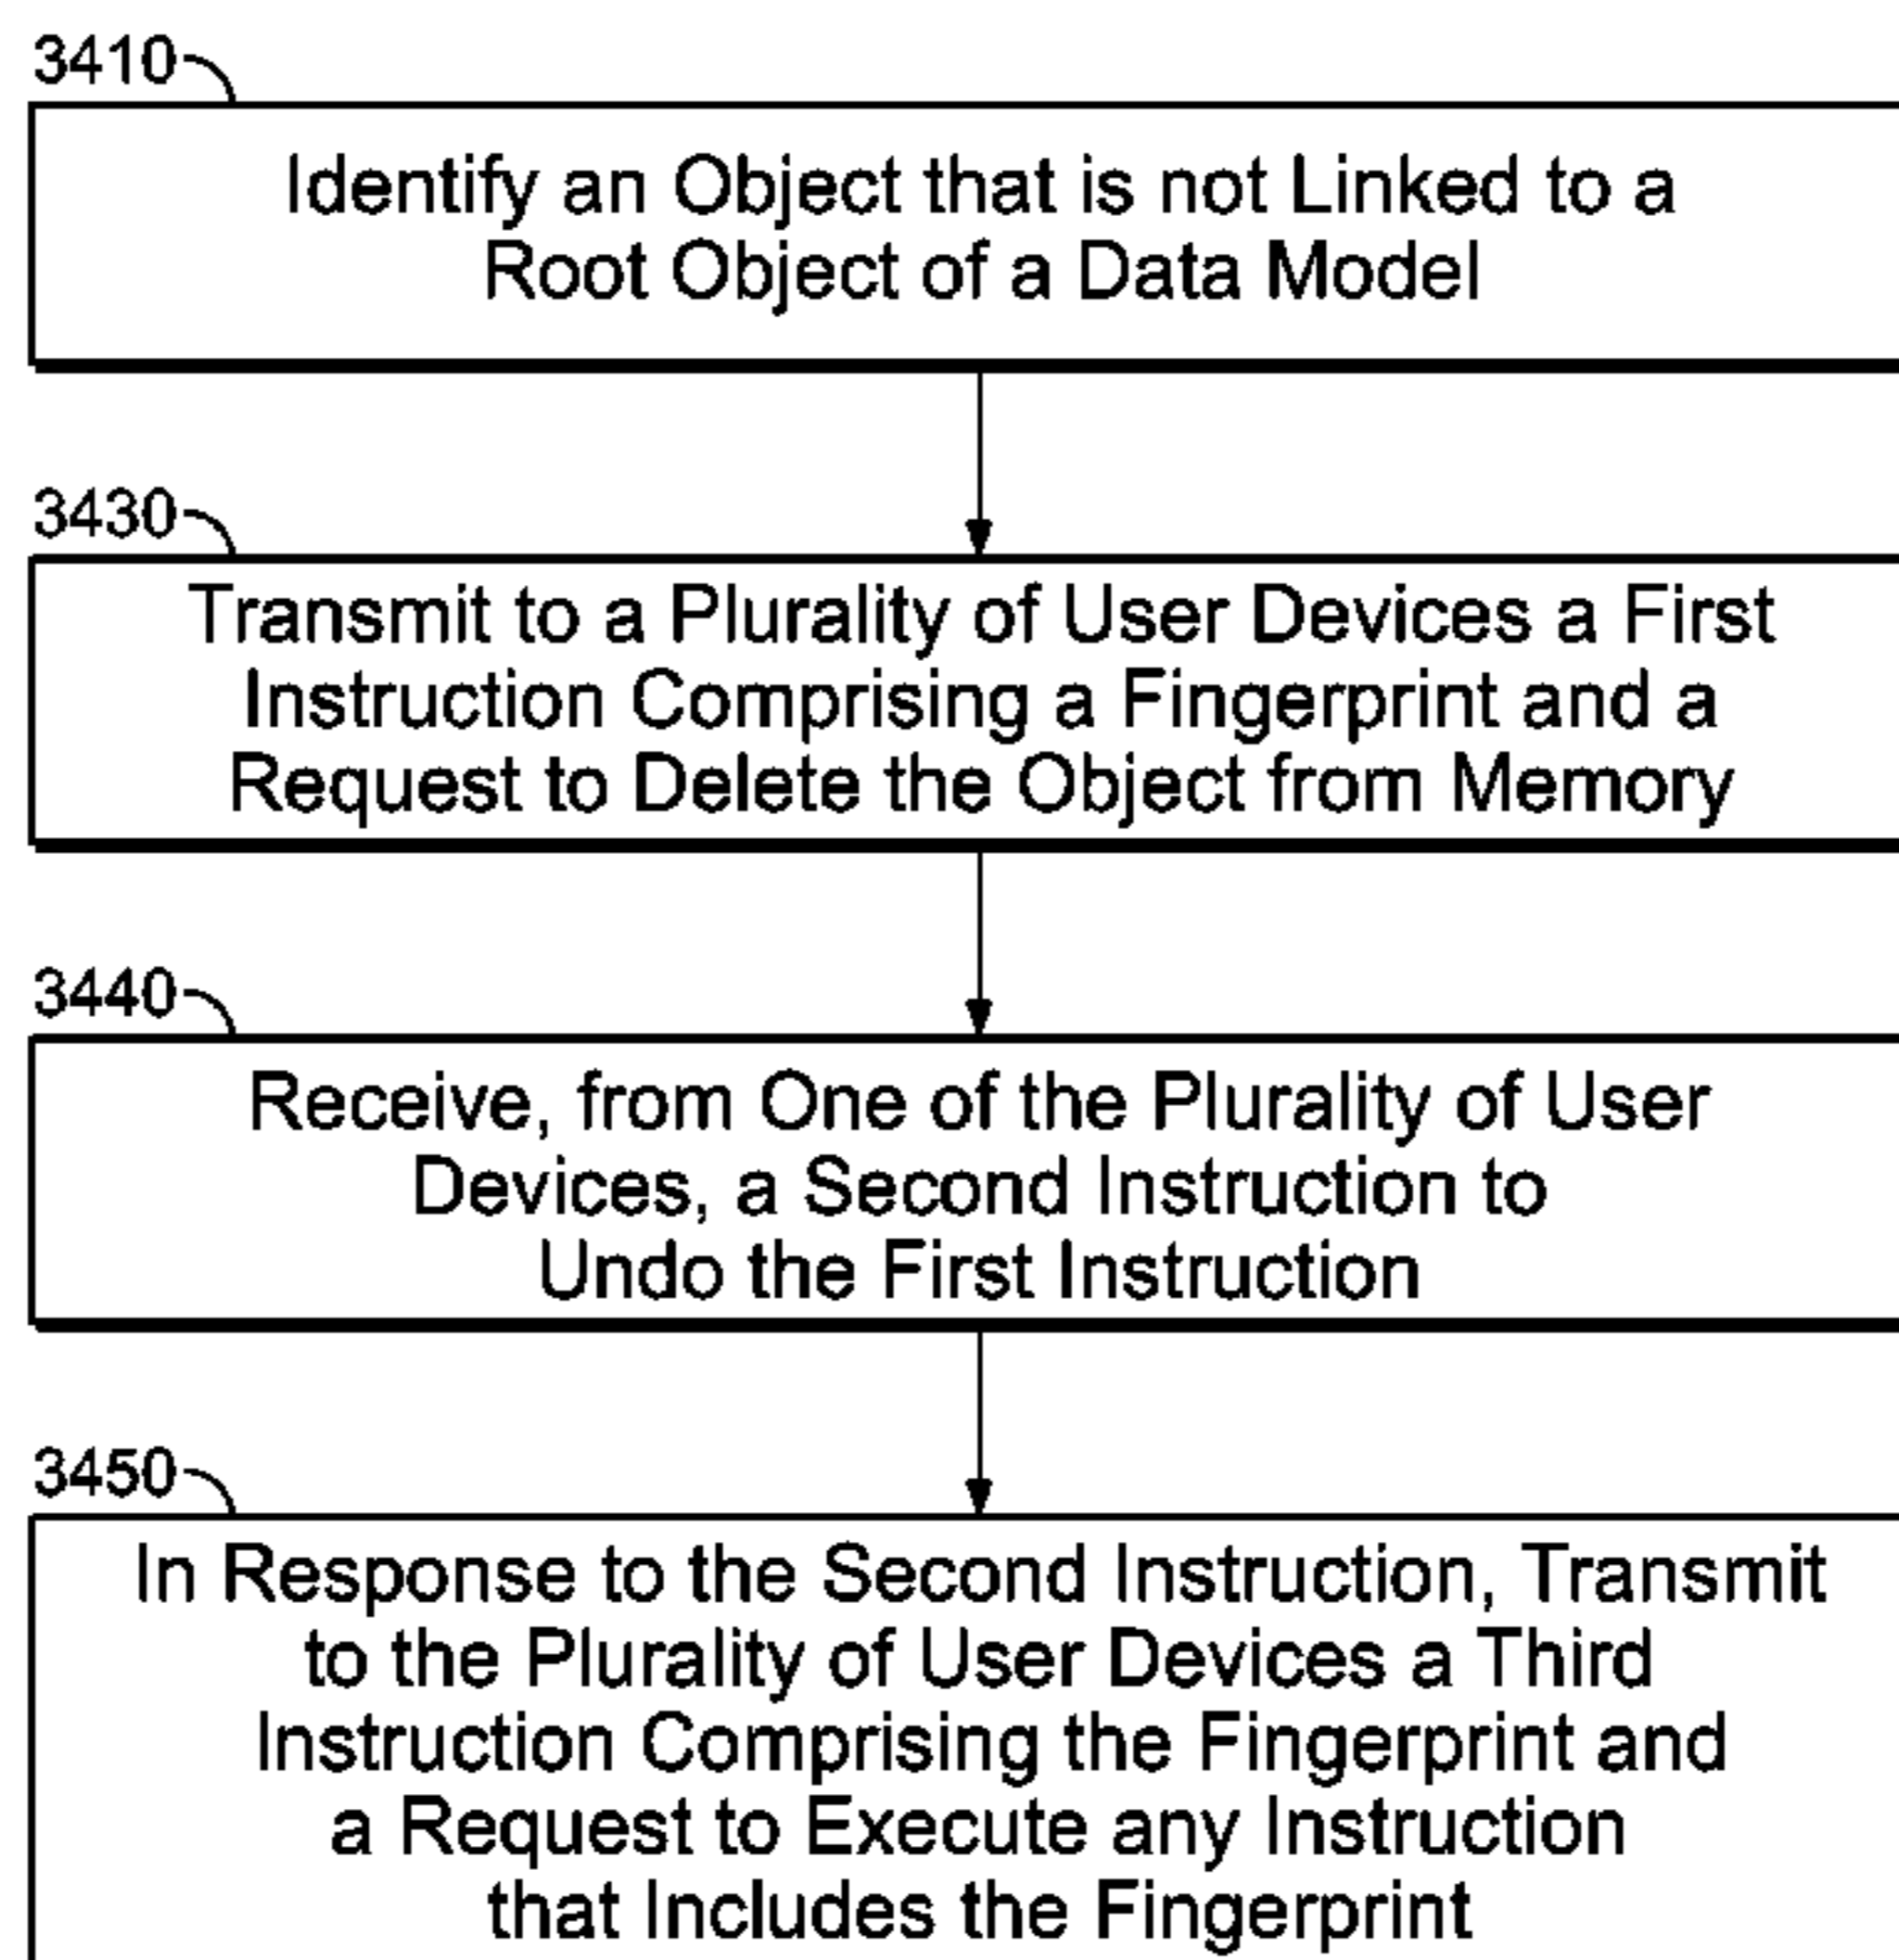 3410
Identify an Object that is not Linked to a
Root Object of a Data Model
3430
Transmit to a Plurality of User Devices a First
Instruction Comprising a Fingerprint and a
Request to Delete the Object from Memory
3440
Receive, from One of the Plurality of User
Devices, a Second Instruction to
Undo the First Instruction
3450
In Response to the Second Instruction, Transmit
to the Plurality of User Devices a Third
Instruction Comprising the Fingerprint and
a Request to Execute any Instruction
that Includes the Fingerprint